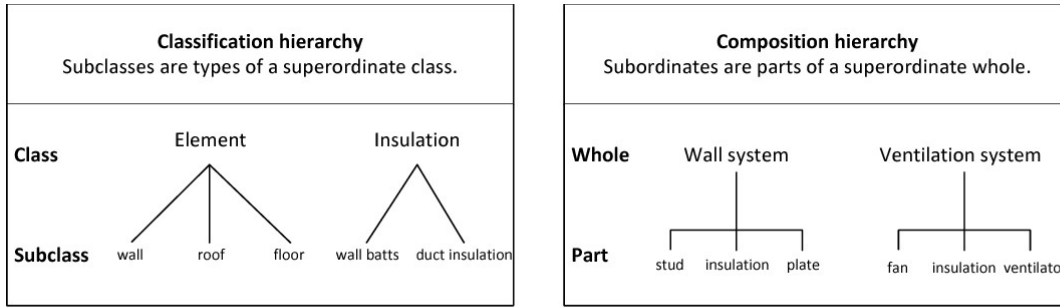 Classification hierarchy
Subclasses are types of a superordinate class.
Class
Element
Insulation
Subclass
wall
roof
floor
wall batts
duct insulation
Composition hierarchy
Subordinates are parts of a superordinate whole.
Whole
Wall system
Ventilation system
Part
stud
insulation
plate
fan
insulation
ventilato